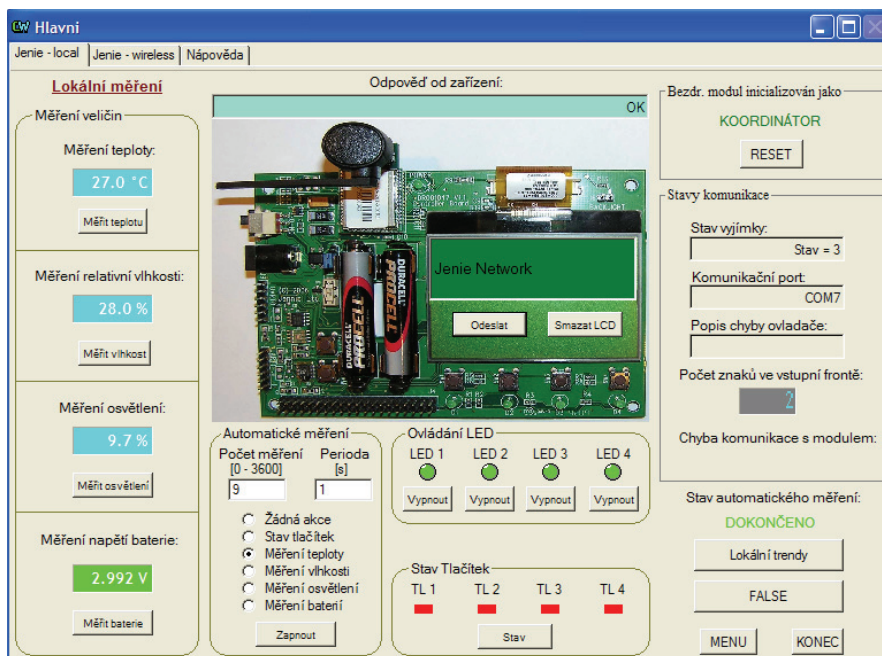 Hlavni
Jenie - local Jenie - wireless Nápověda
Lokální měření
Měření veličin
Měření teploty:
27.0 °C
Měřit teplotu
Měření relativní vlhkosti:
28.0 %
Měřit vlhkost
Měření osvětlení:
9.7 %
Měřit osvětlení
Měření napětí baterie:
2.992 V
Měřit baterie
Odpověď od zařízení:
OK
Jenie Network
Odeslat Smazat LCD
DURACELL
PROCELL
DURACELL
PROCELL
Automatické měření
Počet měření Perioda
[0 - 3600] [s]
9 1
Žádná akce
Stav tlačítek
Měření teploty
Měření vlhkosti
Měření osvětlení
Měření baterií
Zapnout
Ovládání LED
LED 1 LED 2 LED 3 LED 4
Vypnout Vypnout Vypnout Vypnout
Stav Tlačítek
TL 1 TL 2 TL 3 TL 4
Stav
Bezdr. modul inicializován jako
KOORDINÁTOR
RESET
Stavy komunikace
Stav vyjímky:
Stav = 3
Komunikační port:
COM7
Popis chyby ovladače:
Počet znaků ve vstupní frontě:
2
Chyba komunikace s modulem:
Stav automatického měření:
DOKONČENO
Lokální trendy
FALSE
MENU KONEC